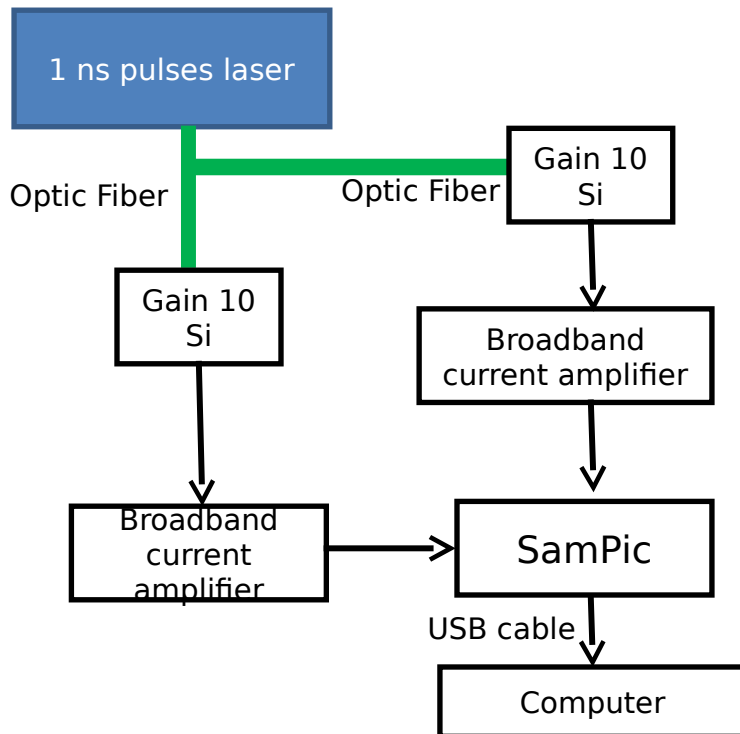 1 ns pulses laser
Optic Fiber
Optic Fiber
Gain 10
Si
Gain 10
Si
Broadband
current amplifier
Broadband
current
amplifier
SamPic
USB cable
Computer